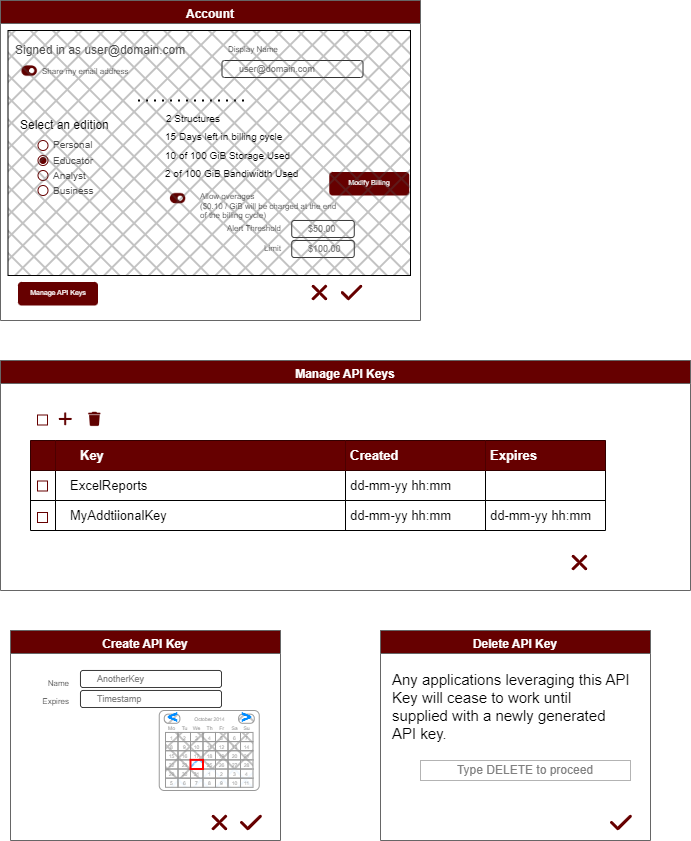 Account
Signed in as user@domain.com
Display Name
Share my email address
user@domain.com
Select an edition
Personal
Educator
Analyst
Business
2 Structures
15 Days left in billing cycle
10 of 100 GiB Storage Used
2 of 100 GiB Bandwidth Used
Modify Billing
Allow overages
($0.10 / GiB will be charged at the end
of the billing cycle)
Alert Threshold
$50.00
Limit
$100.00
Manage API Keys
Manage API Keys
Key Created Expires
ExcelReports dd-mm-yy hh:mm
MyAddtiionalKey dd-mm-yy hh:mm dd-mm-yy hh:mm
Create API Key
Name AnotherKey
Expires Timestamp
October 2014
Mo Tu We Th Fr Sa Su
Delete API Key
Any applications leveraging this API
Key will cease to work until
supplied with a newly generated
API key.
Type DELETE to proceed